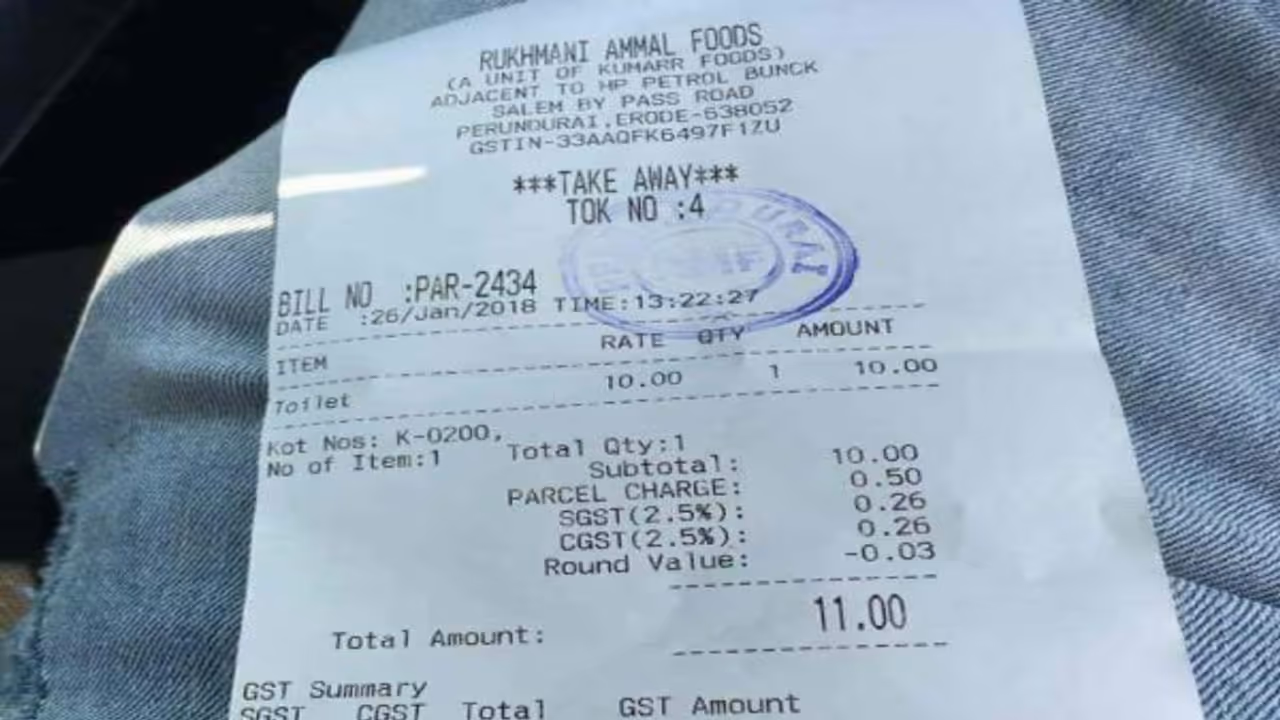 RUKHMANI AMMAL FOODS
(A UNIT OF KUMARR FOODS)
ADJACENT TO HP PETROL BUNCK
SALEM BY PASS ROAD
PERUNDURAI,ERODE-638052
GSTIN-33AAQFK6497F1ZU
***TAKE AWAY***
TOK NO :4
BILL NO :PAR-2434
DATE :26/Jan/2018 TIME:13:22:27
ITEM RATE QTY AMOUNT
Toilet 10.00 1 10.00
Kot Nos: K-0200,
No of Item:1 Total Qty:1
Subtotal: 10.00
PARCEL CHARGE: 0.50
SGST(2.5%): 0.26
CGST(2.5%): 0.26
Round Value: -0.03
Total Amount: 11.00
GST Summary
SGST CGST Total GST Amount